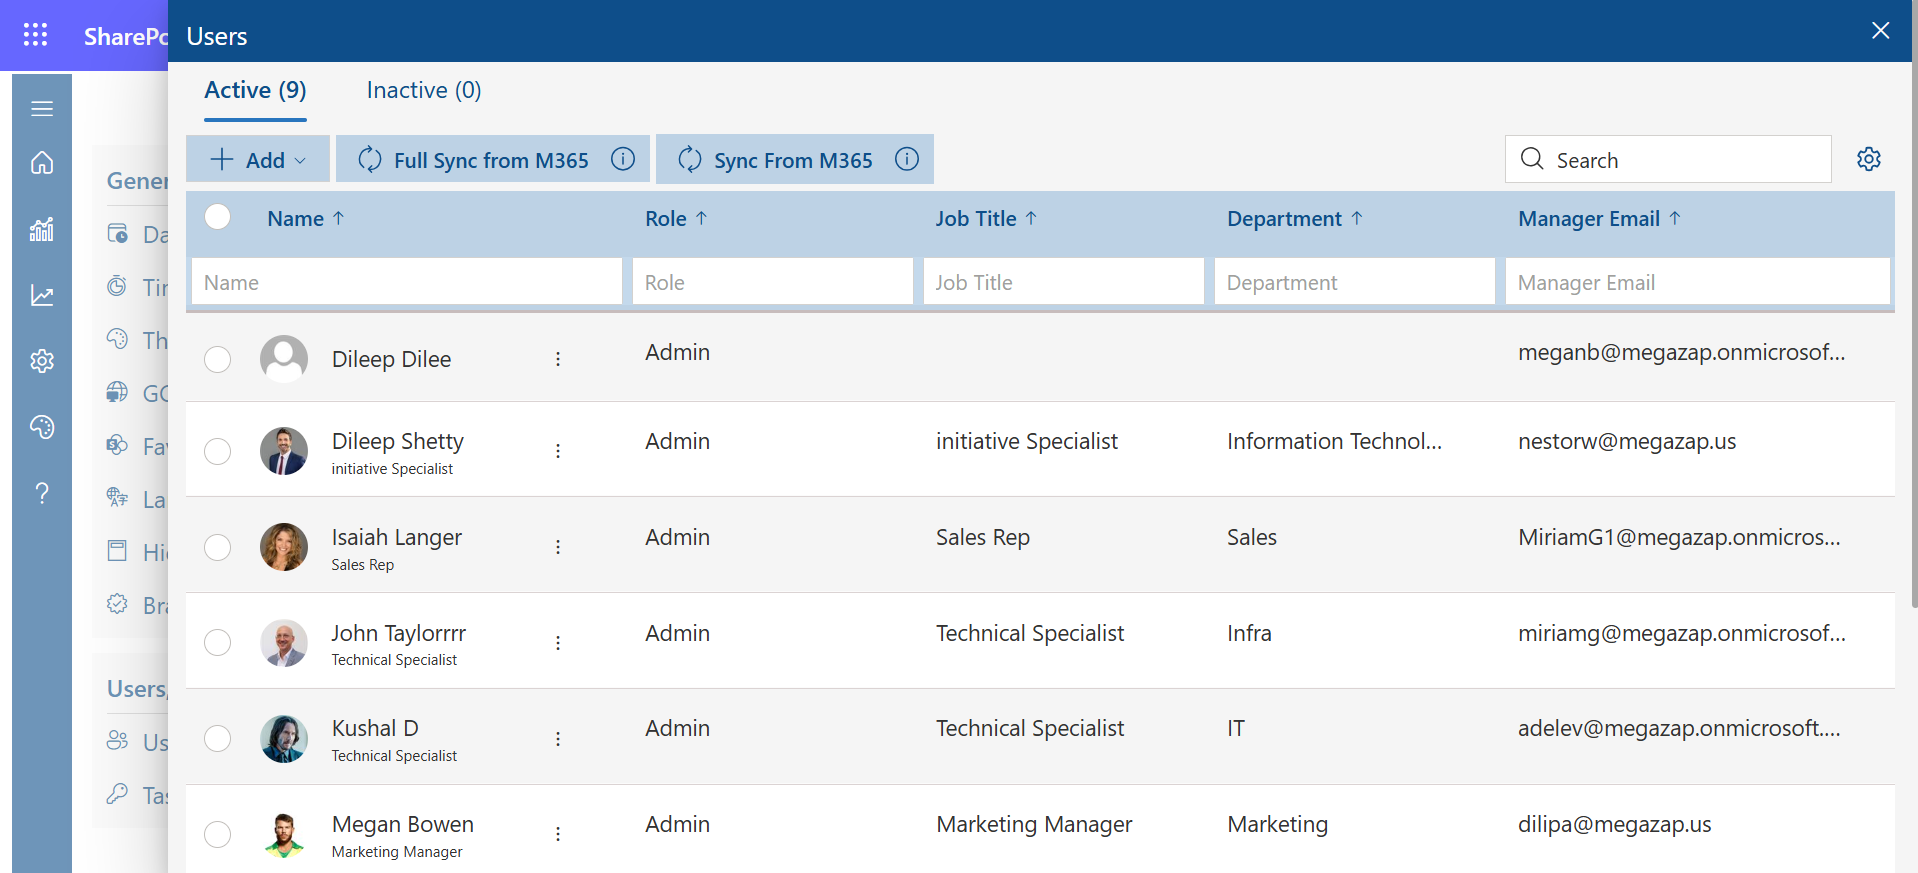 SharePo
Users
Active (9) Inactive (0)
Add Full Sync from M365 Sync From M365 Search
Name Role Job Title Department Manager Email
Name Role Job Title Department Manager Email
Dileep Dilee Admin meganb@megazap.onmicrosof...
Dileep Shetty Admin initiative Specialist Information Technol... nestorw@megazap.us
initiative Specialist
Isaiah Langer Admin Sales Rep Sales MiriamG1@megazap.onmicros...
Sales Rep
John Taylorrrr Admin Technical Specialist Infra miriamg@megazap.onmicrosof...
Technical Specialist
Kushal D Admin Technical Specialist IT adelev@megazap.onmicrosoft....
Technical Specialist
Megan Bowen Admin Marketing Manager Marketing dilipa@megazap.us
Marketing Manager
Gener
Da
Tir
Th
GC
Fav
La
Hi
Bra
Users,
Us
Tas